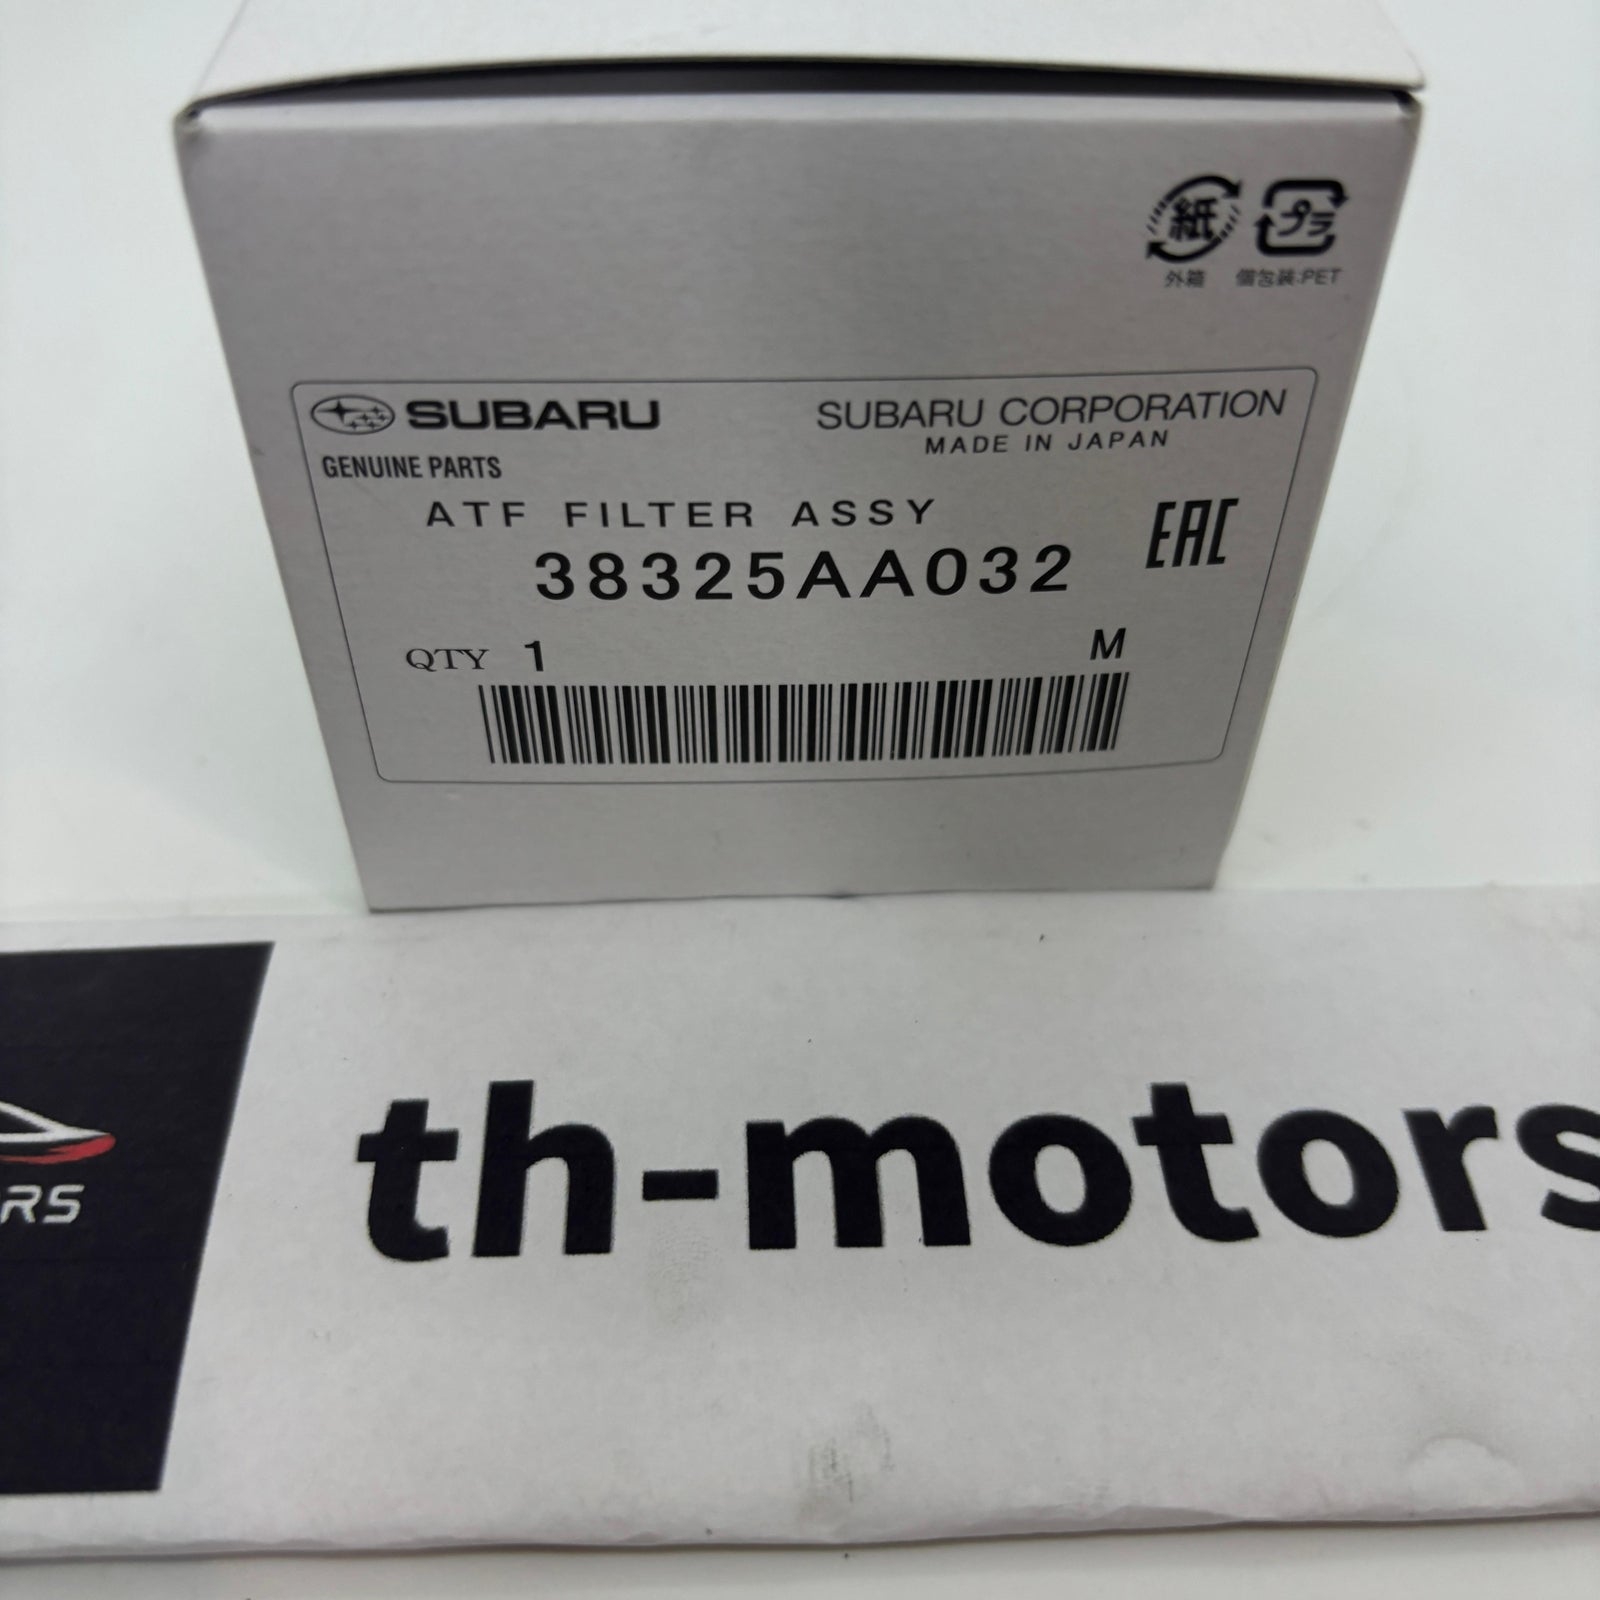 紙 プラ
外箱 個包装:PET
SUBARU SUBARU CORPORATION
MADE IN JAPAN
GENUINE PARTS
ATF FILTER ASSY
EAC
38325AA032
QTY 1 M
th-motors
RS